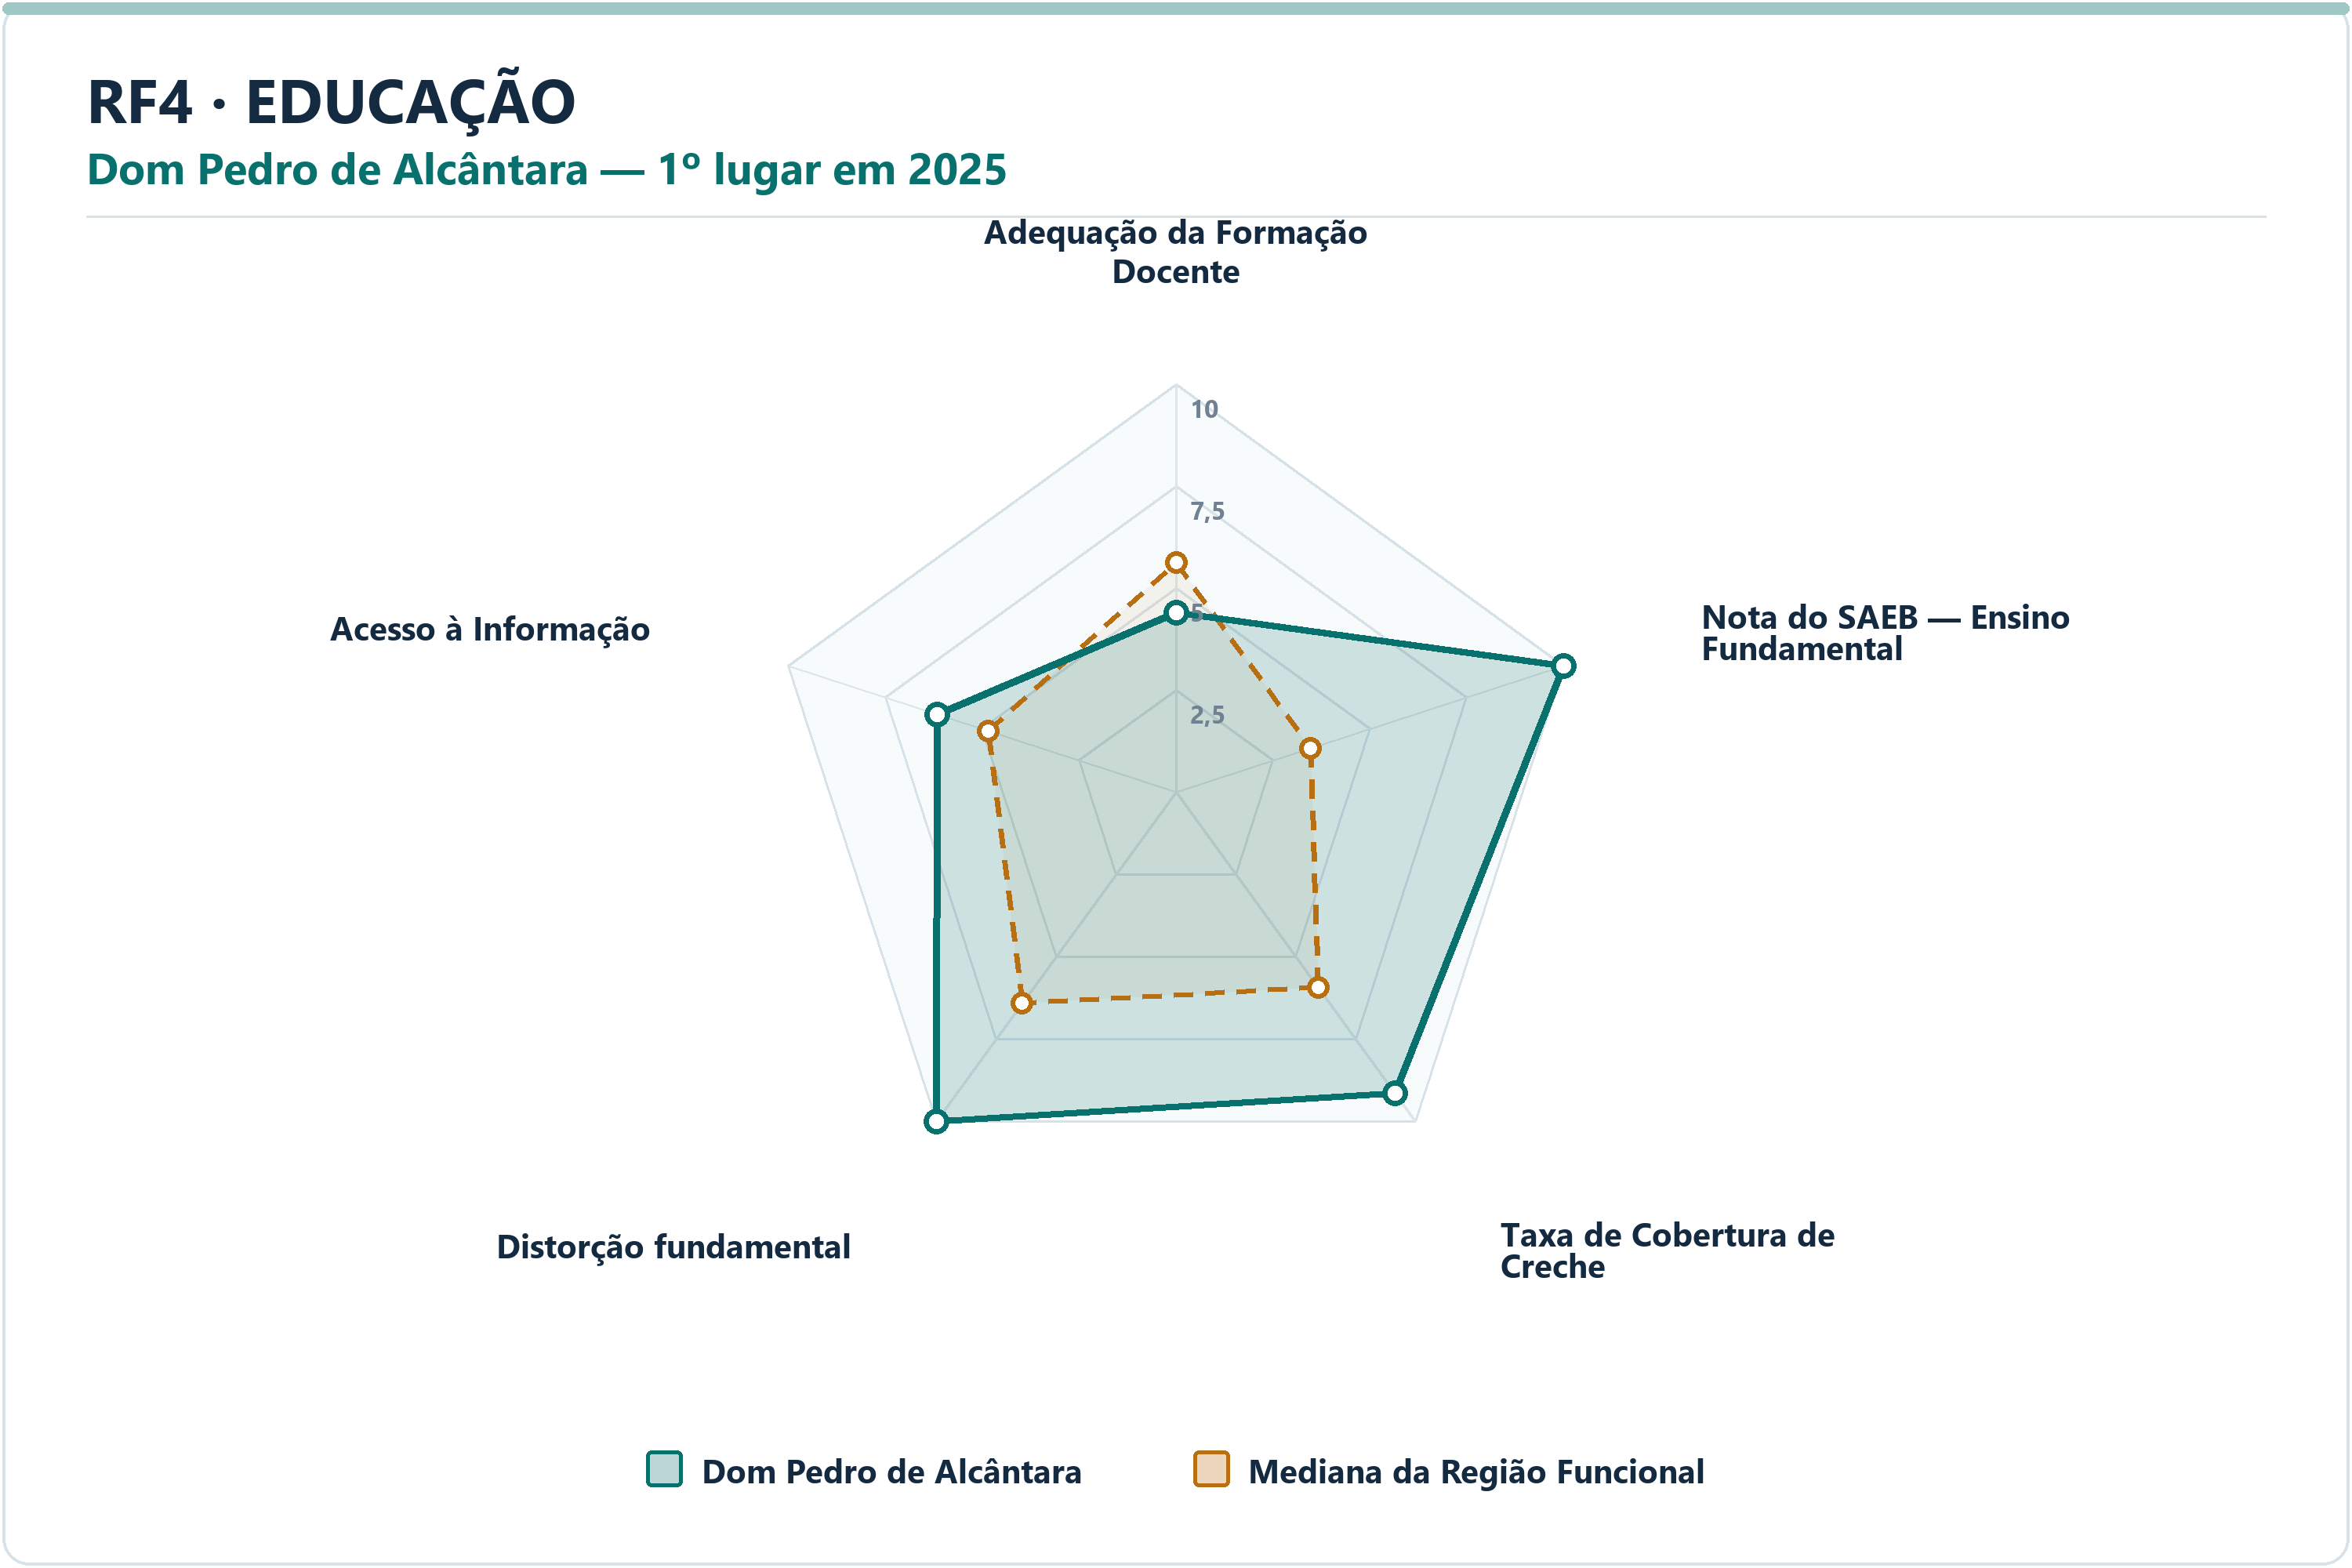 RF4 · EDUCAÇÃO
Dom Pedro de Alcântara — 1º lugar em 2025
Adequação da Formação
Docente
10
7,5
5
2,5
Nota do SAEB — Ensino
Fundamental
Acesso à Informação
Taxa de Cobertura de
Creche
Distorção fundamental
Dom Pedro de Alcântara
Mediana da Região Funcional